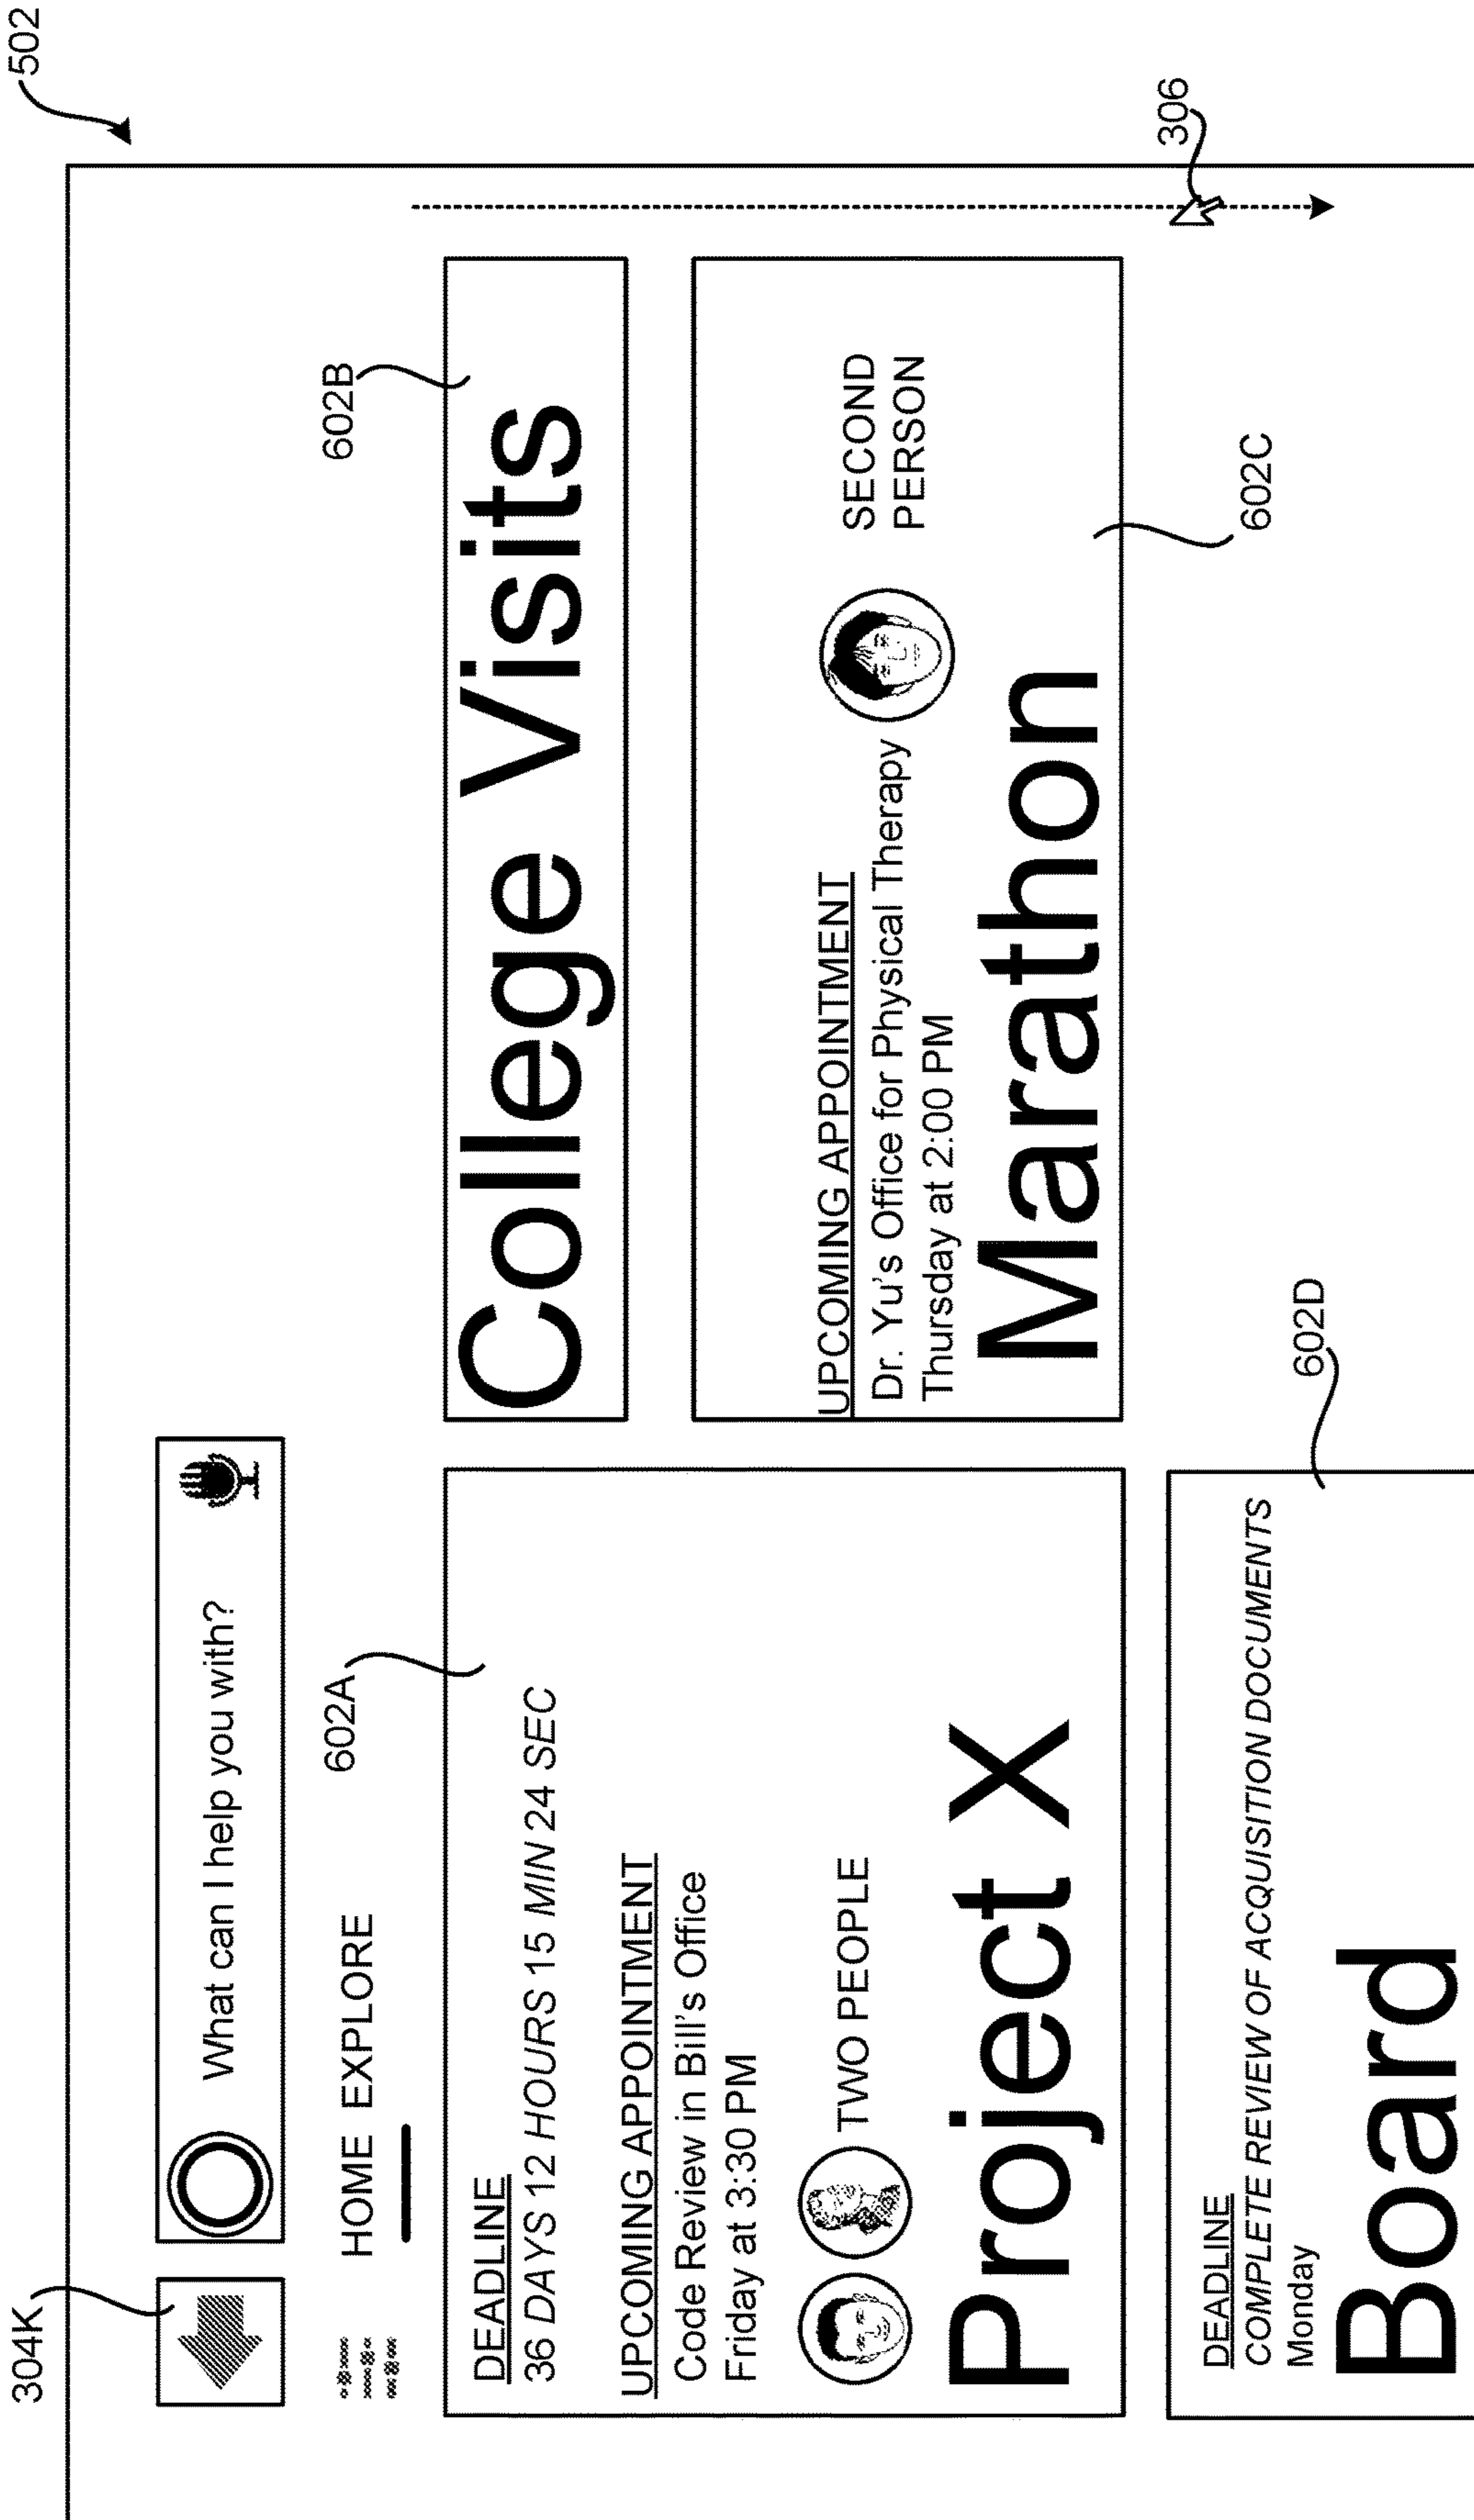 502
304K
What can I help you with?
HOME EXPLORE
602A
602B
DEADLINE
36 DAYS 12 HOURS 15 MIN 24 SEC
UPCOMING APPOINTMENT
Code Review in Bill's Office
Friday at 3:30 PM
TWO PEOPLE
Project X
College Visits
UPCOMING APPOINTMENT
Dr. Yu's Office for Physical Therapy
Thursday at 2:00 PM
SECOND
PERSON
Marathon
306
602C
602D
DEADLINE
COMPLETE REVIEW OF ACQUISITION DOCUMENTS
Monday
Board